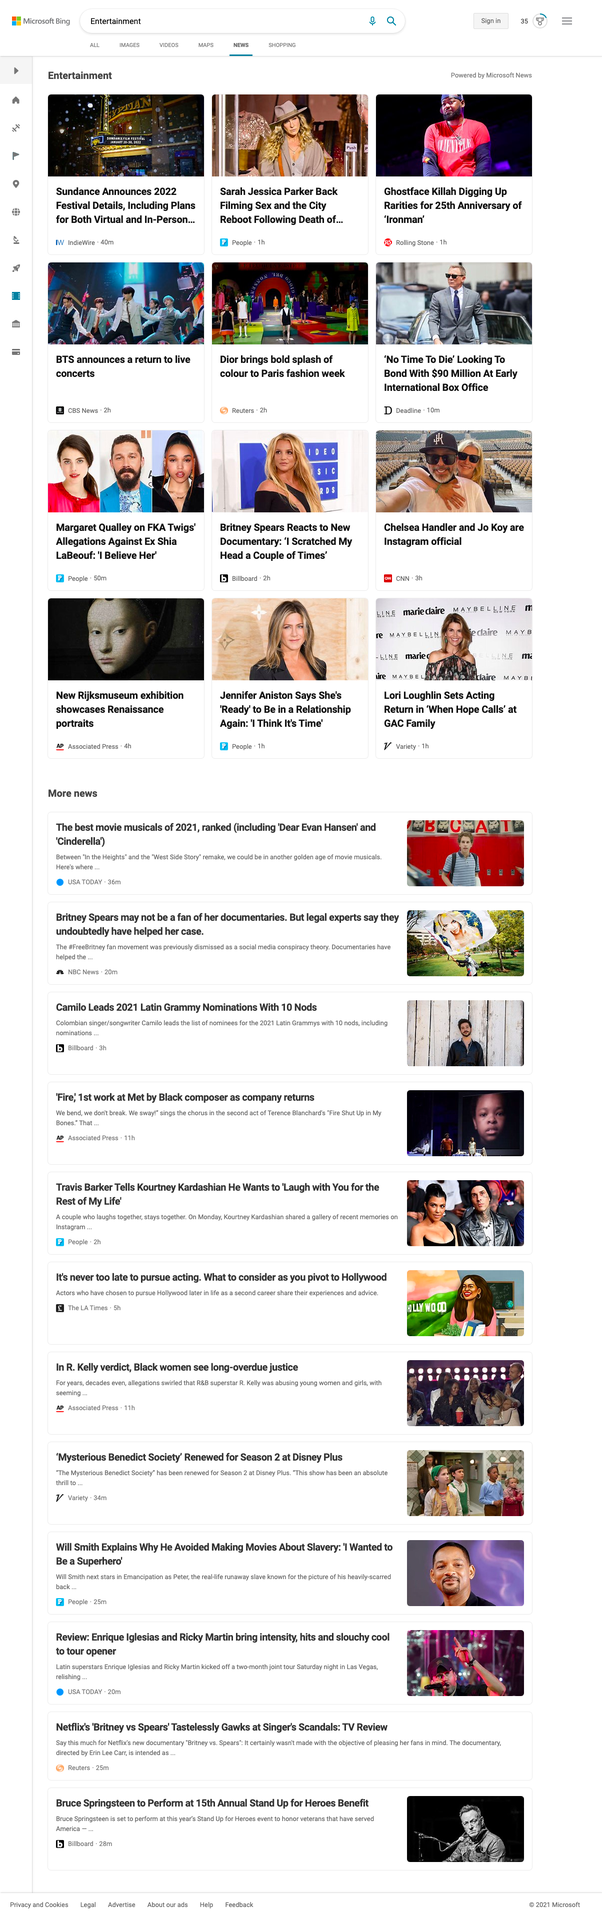 Microsoft Bing
Entertainment
Sign in
35
ALL
IMAGES
VIDEOS
MAPS
NEWS
SHOPPING
Entertainment
Powered by Microsoft News
Sundance Announces 2022
Festival Details, Including Plans
for Both Virtual and In-Person...
IndieWire · 40m
Sarah Jessica Parker Back
Filming Sex and the City
Reboot Following Death of...
People · 1h
Ghostface Killah Digging Up
Rarities for 25th Anniversary of
‘Ironman’
Rolling Stone · 1h
BTS announces a return to live
concerts
CBS News · 2h
Dior brings bold splash of
colour to Paris fashion week
Reuters · 2h
‘No Time To Die’ Looking To
Bond With $90 Million At Early
International Box Office
Deadline · 10m
Margaret Qualley on FKA Twigs'
Allegations Against Ex Shia
LaBeouf: 'I Believe Her'
People · 50m
VIDEO
MUSIC
Britney Spears Reacts to New
Documentary: ‘I Scratched My
Head a Couple of Times’
Billboard · 2h
Chelsea Handler and Jo Koy are
Instagram official
CNN · 3h
New Rijksmuseum exhibition
showcases Renaissance
portraits
AP Associated Press · 4h
Jennifer Aniston Says She's
'Ready' to Be in a Relationship
Again: 'I Think It's Time'
People · 1h
marie claire MAYBELLINE
Lori Loughlin Sets Acting
Return in ‘When Hope Calls’ at
GAC Family
Variety · 1h
More news
The best movie musicals of 2021, ranked (including 'Dear Evan Hansen' and
'Cinderella')
Between "In the Heights" and the "West Side Story" remake, we could be in another golden age of movie musicals.
Here's where ...
USA TODAY · 36m
Britney Spears may not be a fan of her documentaries. But legal experts say they
undoubtedly have helped her case.
The #FreeBritney fan movement was previously dismissed as a social media conspiracy theory. Documentaries have
helped the ...
NBC News · 20m
Camilo Leads 2021 Latin Grammy Nominations With 10 Nods
Colombian singer/songwriter Camilo leads the list of nominees for the 2021 Latin Grammys with 10 nods, including
nominations ...
Billboard · 3h
'Fire,' 1st work at Met by Black composer as company returns
"We bend, we don't break. We sway!" sings the chorus in the second act of Terence Blanchard's "Fire Shut Up in My
Bones." That ...
AP Associated Press · 11h
Travis Barker Tells Kourtney Kardashian He Wants to 'Laugh with You for the
Rest of My Life'
A couple who laughs together, stays together. On Monday, Kourtney Kardashian shared a gallery of recent memories on
Instagram ...
People · 2h
It's never too late to pursue acting. What to consider as you pivot to Hollywood
Actors who have chosen to pursue Hollywood later in life as a second career share their experiences and advice.
The LA Times · 5h
In R. Kelly verdict, Black women see long-overdue justice
For years, decades even, allegations swirled that R&B superstar R. Kelly was abusing young women and girls, with
seeming ...
AP Associated Press · 11h
‘Mysterious Benedict Society’ Renewed for Season 2 at Disney Plus
“The Mysterious Benedict Society” has been renewed for Season 2 at Disney Plus. “This show has been an absolute
thrill to ...
Variety · 34m
Will Smith Explains Why He Avoided Making Movies About Slavery: 'I Wanted to
Be a Superhero'
Will Smith next stars in Emancipation as Peter, the real-life runaway slave known for the picture of his heavily-scarred
back ...
People · 25m
Review: Enrique Iglesias and Ricky Martin bring intensity, hits and slouchy cool
to tour opener
Latin superstars Enrique Iglesias and Ricky Martin kicked off a two-month joint tour Saturday night in Las Vegas,
relishing ...
USA TODAY · 20m
Netflix's 'Britney vs Spears' Tastelessly Gawks at Singer's Scandals: TV Review
Say this much for Netflix's new documentary "Britney vs. Spears": It certainly wasn't made with the objective of pleasing her fans in mind. The documentary,
directed by Erin Lee Carr, is intended as ...
Reuters · 25m
Bruce Springsteen to Perform at 15th Annual Stand Up for Heroes Benefit
Bruce Springsteen is set to perform at this year's Stand Up for Heroes event to honor veterans that have served
America — ...
Billboard · 28m
Privacy and Cookies
Legal
Advertise
About our ads
Help
Feedback
© 2021 Microsoft